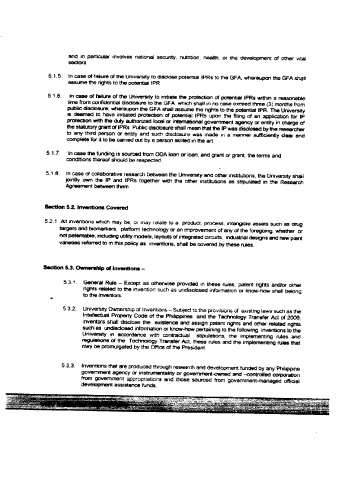 and in particular involves national security, nutrition, health, or the development of other vital
sectors
5.1.5. In case of failure of the University to disclose potential IPRs to the GFA, whereupon the GFA shall
assume the rights to the potential IPR
5.1.6. In case of failure of the University to initiate the protection of potential IPRs within a reasonable
time from confidential disclosure to the GFA, which shall in no case exceed three (3) months from
public disclosure, whereupon the GFA shall assume the rights to the potential IPR. The University
is deemed to have initiated protection of potential IPRs upon the filing of an application for IP
protection with the duly authorized local or international government agency or entity in charge of
the statutory grant of IPRs. Public disclosure shall mean that the IP was disclosed by the researcher
to any third person or entity and such disclosure was made in a manner sufficiently clear and
complete for it to be carried out by a person skilled in the art
5.1.7. In case the funding is sourced from ODA loan or loan, and grant or grant, the terms and
conditions thereof should be respected
5.1.8. In case of collaborative research between the University and other institutions, the University shall
jointly own the IP and IPRs together with the other institutions as stipulated in the Research
Agreement between them
Section 5.2. Inventions Covered
5.2.1 All inventions which may be, or may relate to a product, process, intangible assets such as drug
targets and biomarkers, platform technology or an improvement of any of the foregoing, whether or
not patentable, including utility models, layouts of integrated circuits, industrial designs and new plant
varieties referred to in this policy as inventions, shall be covered by these rules.
Section 5.3. Ownership of Inventions –
5.3.1. General Rule – Except as otherwise provided in these rules, patent rights and/or other
rights related to the invention such as undisclosed information or know-how shall belong
to the inventors
5.3.2. University Ownership of Inventions – Subject to the provisions of existing laws such as the
Intellectual Property Code of the Philippines and the Technology Transfer Act of 2009,
inventors shall disclose the existence and assign patent rights and other related rights
such as undisclosed information or know-how pertaining to the following inventions to the
University in accordance with contractual stipulations, the implementing rules and
regulations of the Technology Transfer Act, these rules and the implementing rules that
may be promulgated by the Office of the President
5.3.3. Inventions that are produced through research and development funded by any Philippine
government agency or instrumentality or government-owned and –controlled corporation
from government appropriations and those sourced from government-managed official
development assistance funds.